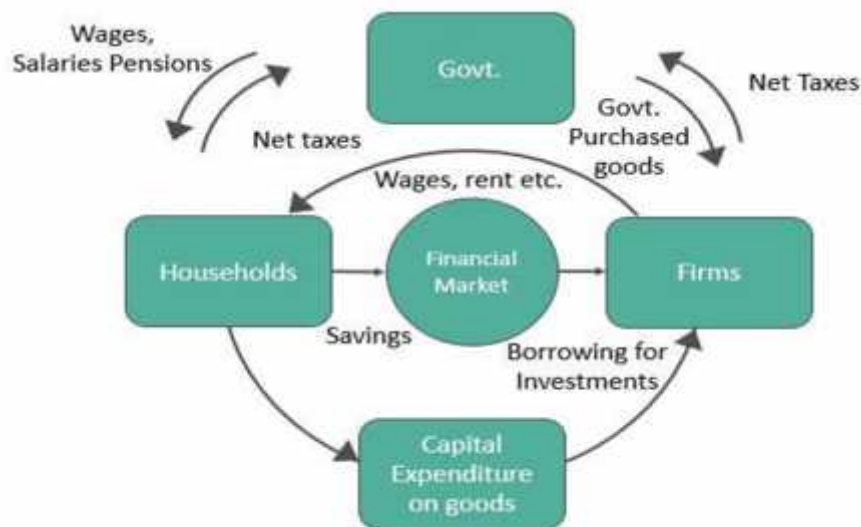 Wages,
Salaries Pensions
Govt.
Net Taxes
Net taxes
Govt.
Purchased
goods
Wages, rent etc.
Households
Financial
Market
Firms
Savings
Borrowing for
Investments
Capital
Expenditure
on goods